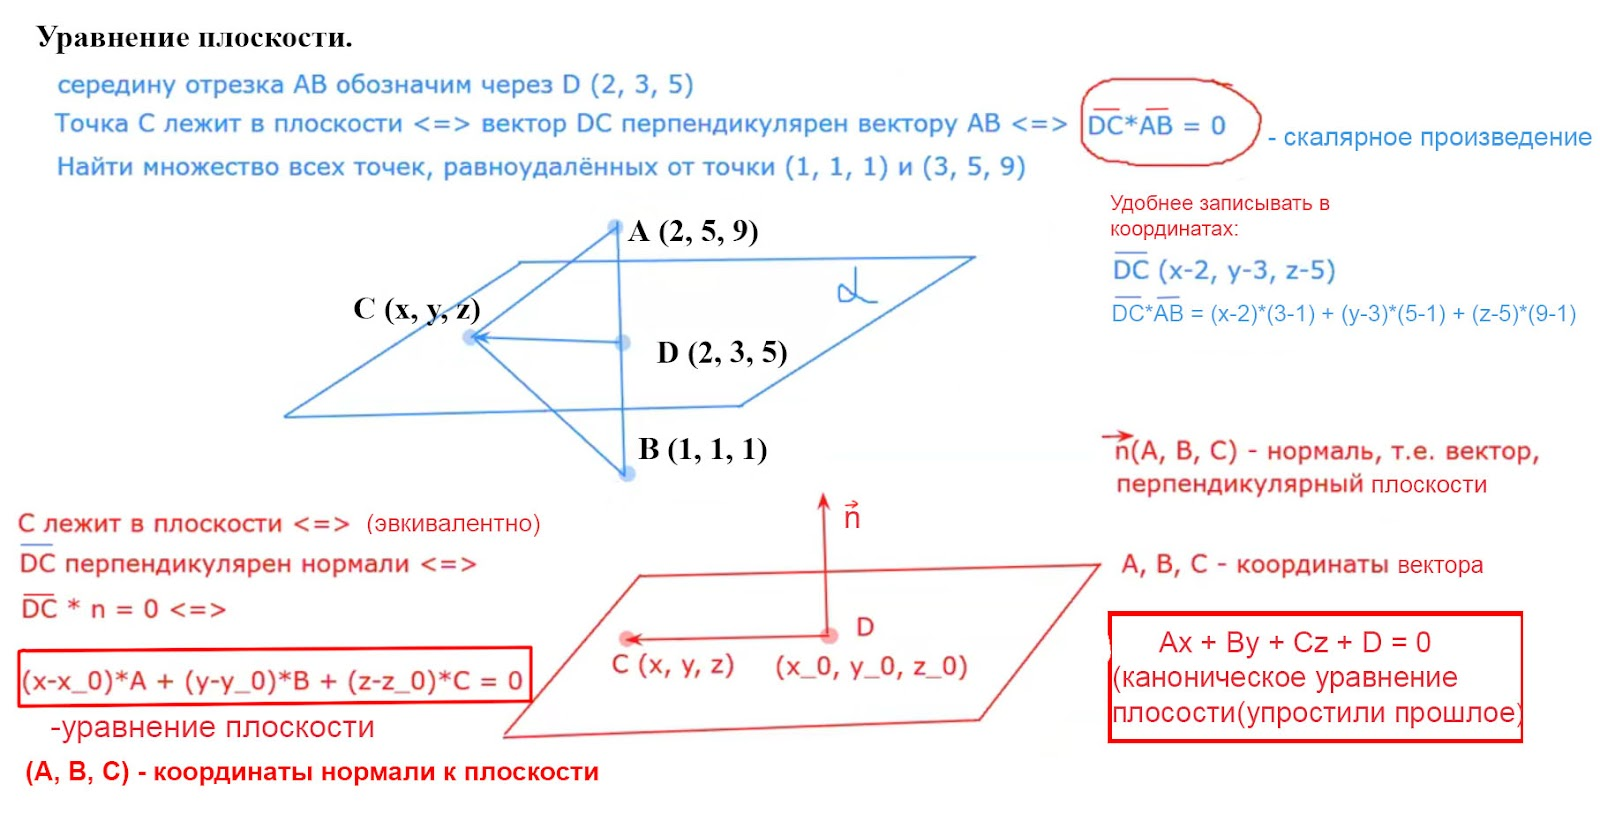 Уравнение плоскости.
середину отрезка AB обозначим через D (2, 3, 5)
Точка C лежит в плоскости <=> вектор DC перпендикулярен вектору AB <=> DC*AB = 0 - скалярное произведение
Найти множество всех точек, равноудалённых от точки (1, 1, 1) и (3, 5, 9)
Удобнее записывать в
координатах:
DC (x-2, y-3, z-5)
DC*AB = (x-2)*(3-1) + (y-3)*(5-1) + (z-5)*(9-1)
A (2, 5, 9)
α
C (x, y, z)
D (2, 3, 5)
B (1, 1, 1)
n(A, B, C) - нормаль, т.е. вектор,
перпендикулярный плоскости
A, B, C - координаты вектора
Ax + By + Cz + D = 0
(каноническое уравнение
плосости(упростили прошлое)
C лежит в плоскости <=> (эвкивалентно)
DC перпендикулярен нормали <=>
DC * n = 0 <=>
(x-x_0)*A + (y-y_0)*B + (z-z_0)*C = 0
-уравнение плоскости
(A, B, C) - координаты нормали к плоскости
n
D
C (x, y, z)
(x_0, y_0, z_0)